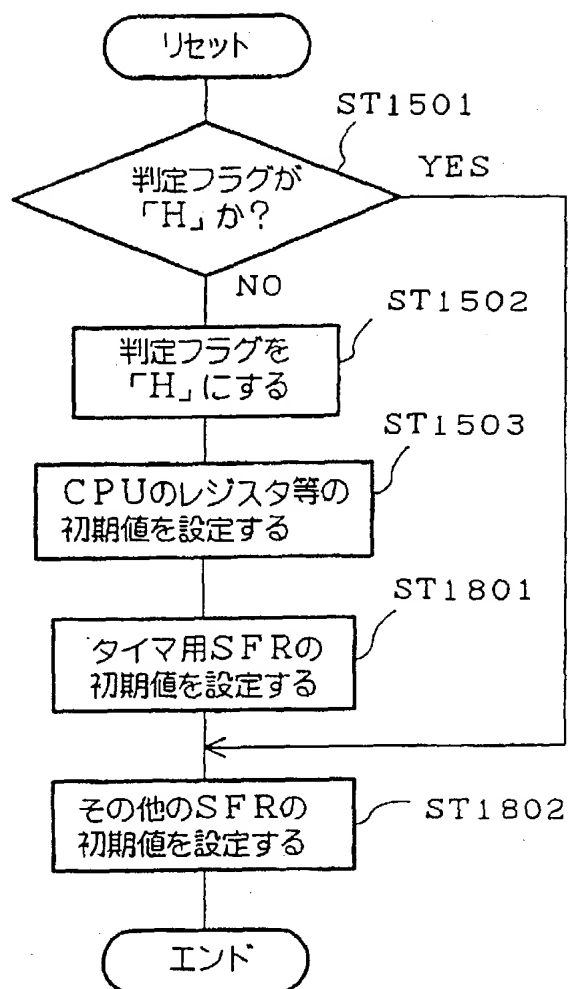 リセット
ST1501
判定フラグが
「H」か?
YES
NO
ST1502
判定フラグを
「H」にする
ST1503
CPUのレジスタ等の
初期値を設定する
ST1801
タイマ用SFRの
初期値を設定する
その他のSFRの
初期値を設定する
ST1802
エンド